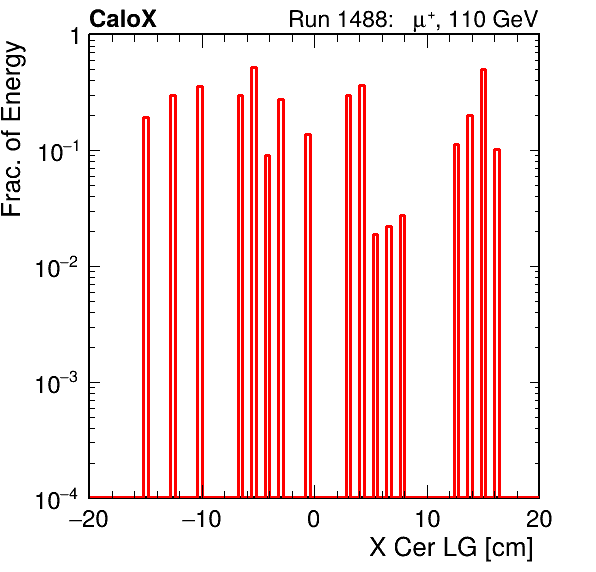 CaloX Run 1488: μ⁺, 110 GeV
Frac. of Energy
1
10⁻¹
10⁻²
10⁻³
10⁻⁴
−20 −10 0 10 20
X Cer LG [cm]